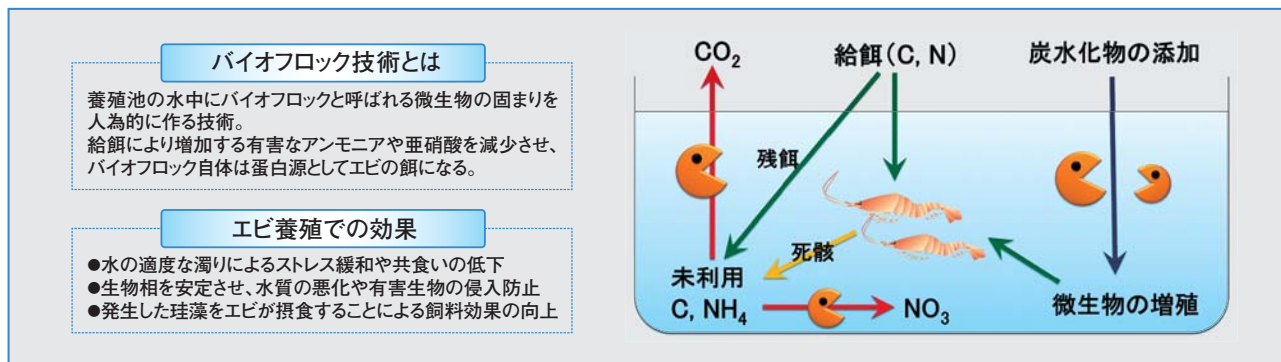 バイオフロック技術とは
養殖池の水中にバイオフロックと呼ばれる微生物の固まりを
人為的に作る技術。
給餌により増加する有害なアンモニアや亜硝酸を減少させ、
バイオフロック自体は蛋白源としてエビの餌になる。
エビ養殖での効果
●水の適度な濁りによるストレス緩和や共食いの低下
●生物相を安定させ、水質の悪化や有害生物の侵入防止
●発生した珪藻をエビが摂食することによる飼料効果の向上
CO₂
給餌(C, N)
炭水化物の添加
残餌
死骸
未利用
C, NH₄
NO₃
微生物の増殖